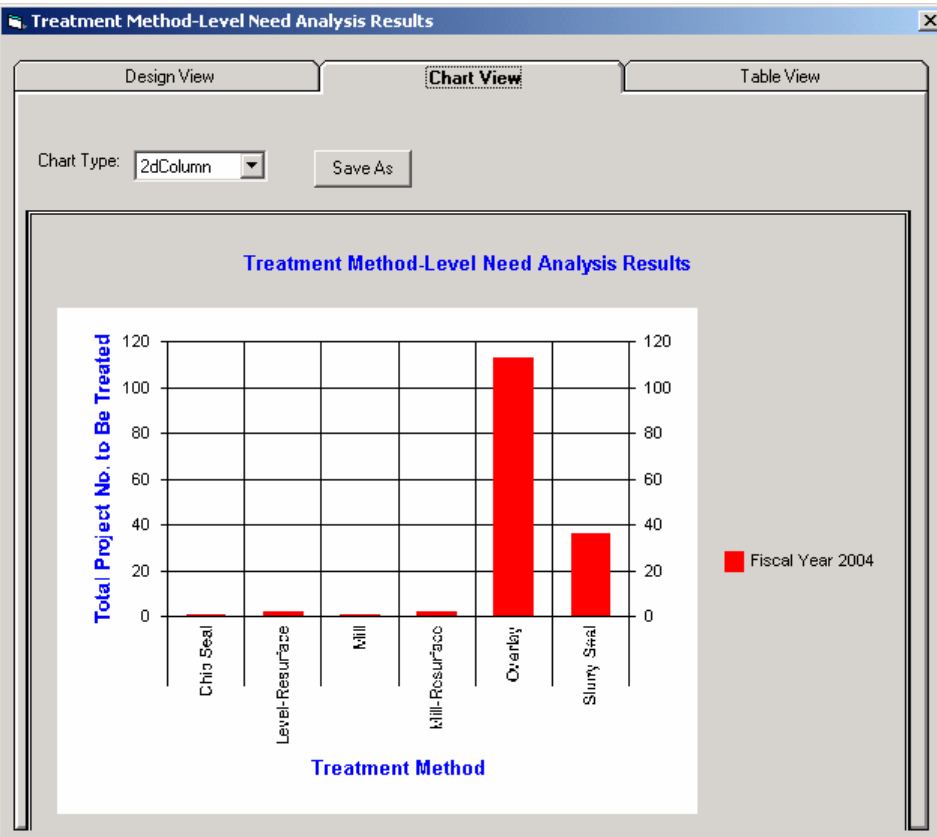 Treatment Method-Level Need Analysis Results
Design View
Chart View
Table View
Chart Type:
2dColumn
Save As
Treatment Method-Level Need Analysis Results
Total Project No. to Be Treated
120
100
80
60
40
20
0
120
100
80
60
40
20
0
Chip Seal
Level-Resurface
Mill
Mill-Resurface
Overlay
Slurry Seal
Treatment Method
Fiscal Year 2004